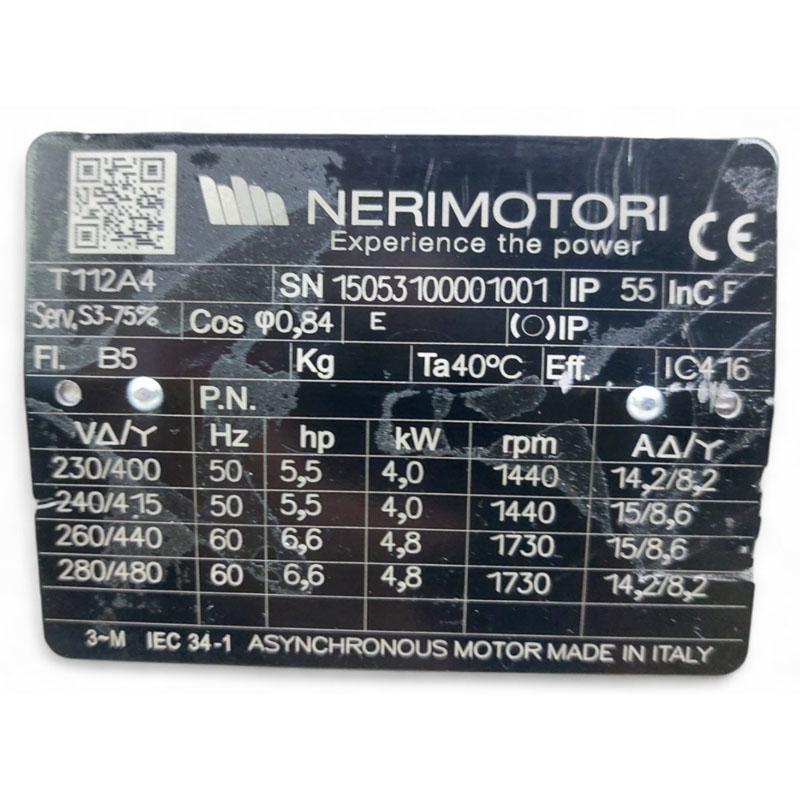 NERIMOTORI
Experience the power
CE
T112A4 SN 15053100001001 IP 55 InC F
Serv. S3-75% Cos φ0,84 E (○)IP
FI. B5 Kg Ta40°C Eff. IC416
P.N.
VΔ/Y Hz hp kW rpm AΔ/Y
230/400 50 5,5 4,0 1440 14,2/8,2
240/415 50 5,5 4,0 1440 15/8,6
260/440 60 6,6 4,8 1730 15/8,6
280/480 60 6,6 4,8 1730 14,2/8,2
3~M IEC 34-1 ASYNCHRONOUS MOTOR MADE IN ITALY